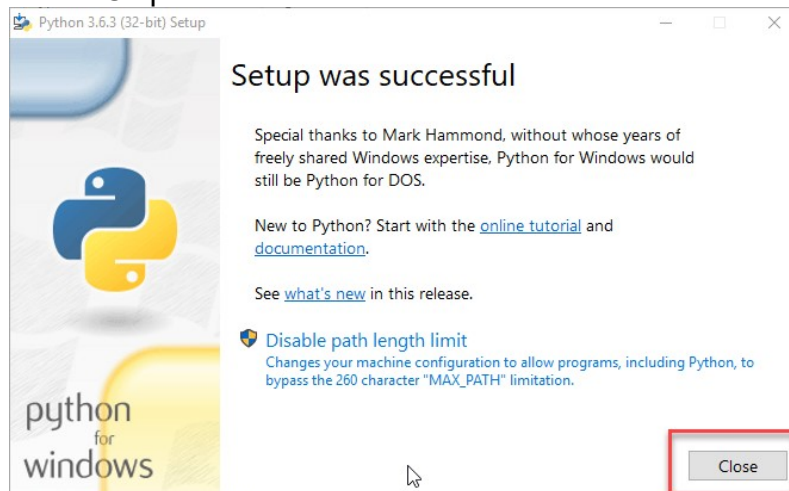 Python 3.6.3 (32-bit) Setup
Setup was successful
Special thanks to Mark Hammond, without whose years of
freely shared Windows expertise, Python for Windows would
still be Python for DOS.
New to Python? Start with the online tutorial and
documentation.
See what's new in this release.
Disable path length limit
Changes your machine configuration to allow programs, including Python, to
bypass the 260 character "MAX_PATH" limitation.
python
for
windows
Close